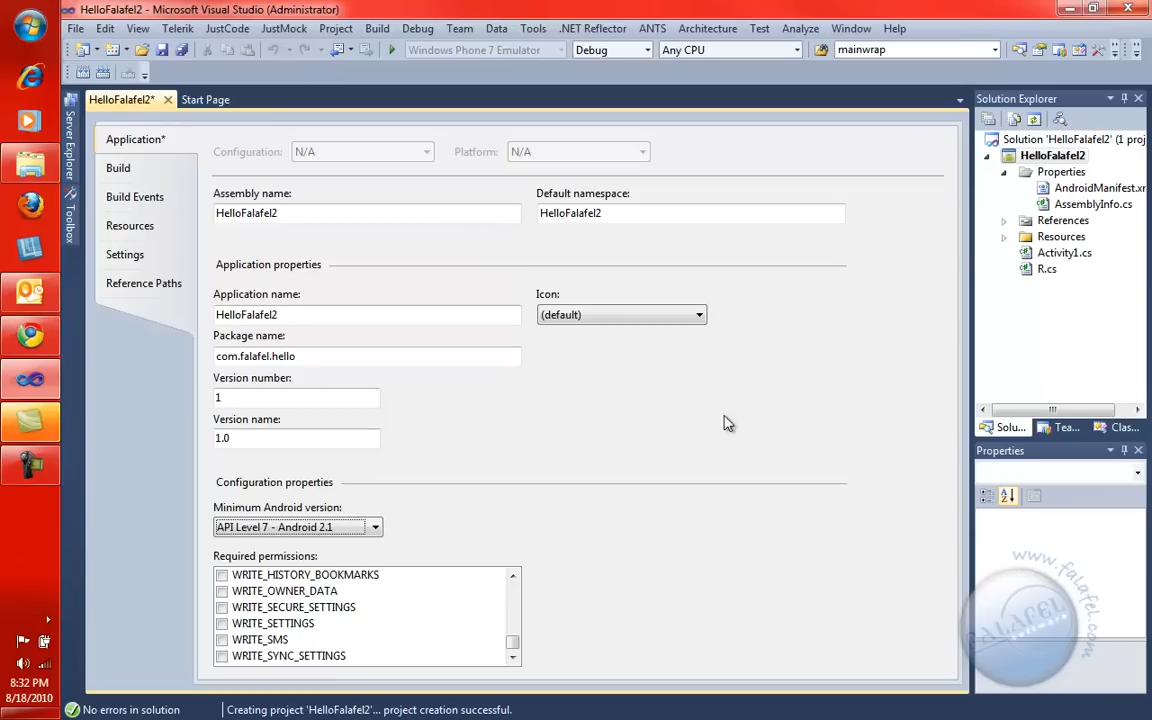 HelloFalafel2 - Microsoft Visual Studio (Administrator)
File Edit View Telerik JustCode JustMock Project Build Debug Team Data Tools .NET Reflector ANTS Architecture Test Analyze Window Help
Windows Phone 7 Emulator Debug Any CPU mainwrap
HelloFalafel2* Start Page
Server Explorer
Toolbox
Application*
Build
Build Events
Resources
Settings
Reference Paths
Configuration: N/A Platform: N/A
Assembly name: Default namespace:
HelloFalafel2 HelloFalafel2
Application properties
Application name: Icon:
HelloFalafel2 (default)
Package name:
com.falafel.hello
Version number:
1
Version name:
1.0
Configuration properties
Minimum Android version:
API Level 7 - Android 2.1
Required permissions:
WRITE_HISTORY_BOOKMARKS
WRITE_OWNER_DATA
WRITE_SECURE_SETTINGS
WRITE_SETTINGS
WRITE_SMS
WRITE_SYNC_SETTINGS
Solution Explorer
Solution 'HelloFalafel2' (1 proj
HelloFalafel2
Properties
AndroidManifest.xr
AssemblyInfo.cs
References
Resources
Activity1.cs
R.cs
Solu... Tea... Clas...
Properties
www.falafel.com
FALAFEL
8:32 PM
8/18/2010
No errors in solution Creating project 'HelloFalafel2'... project creation successful.